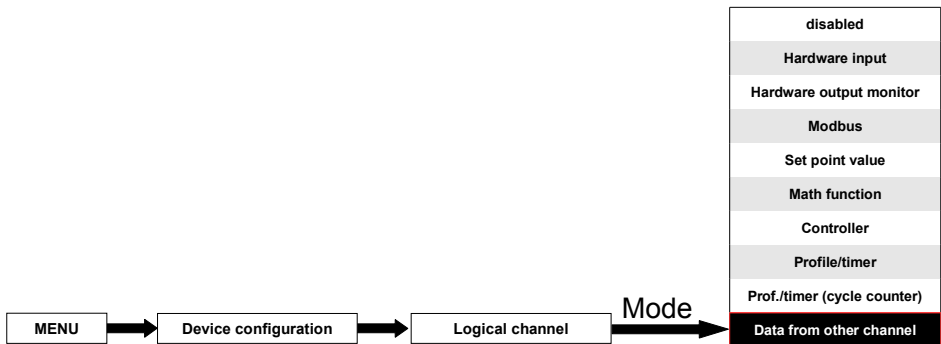 disabled
Hardware input
Hardware output monitor
Modbus
Set point value
Math function
Controller
Profile/timer
Prof./timer (cycle counter)
MENU
Device configuration
Logical channel
Mode
Data from other channel